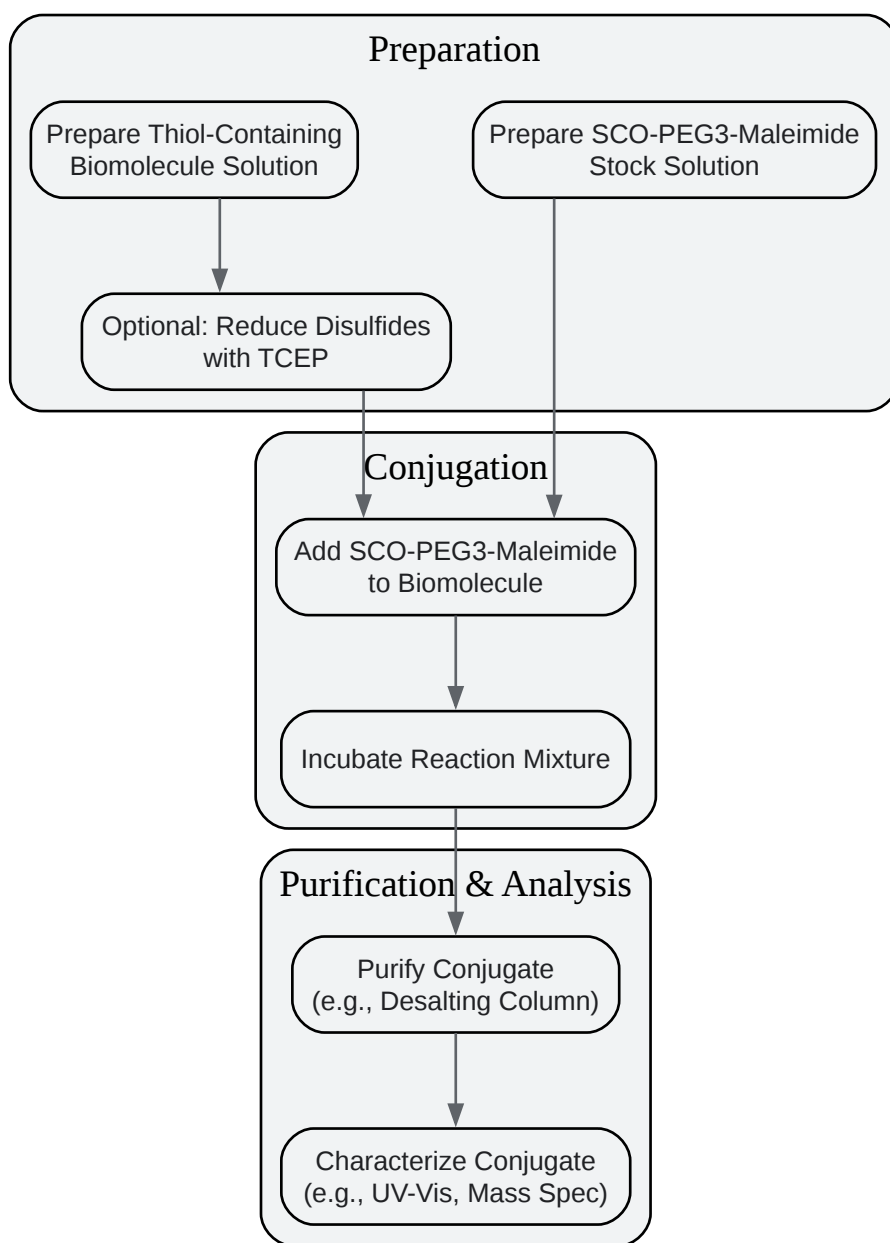 Preparation
Prepare Thiol-Containing
Biomolecule Solution
Prepare SCO-PEG3-Maleimide
Stock Solution
Optional: Reduce Disulfides
with TCEP
Conjugation
Add SCO-PEG3-Maleimide
to Biomolecule
Incubate Reaction Mixture
Purification & Analysis
Purify Conjugate
(e.g., Desalting Column)
Characterize Conjugate
(e.g., UV-Vis, Mass Spec)